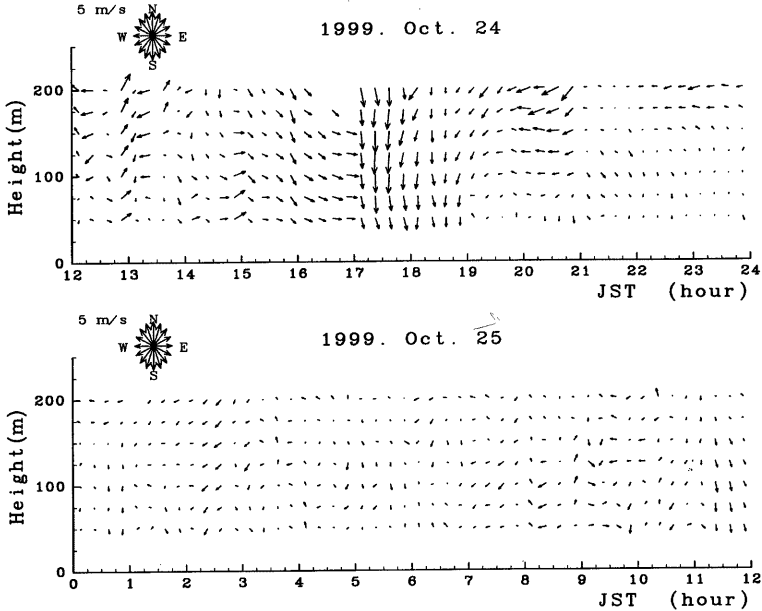 5 m/s N
W E
S
1999. Oct. 24
Height(m)
200
100
0
12 13 14 15 16 17 18 19 20 21 22 23 24
JST (hour)
5 m/s N
W E
S
1999. Oct. 25
Height(m)
200
100
0
0 1 2 3 4 5 6 7 8 9 10 11 12
JST (hour)